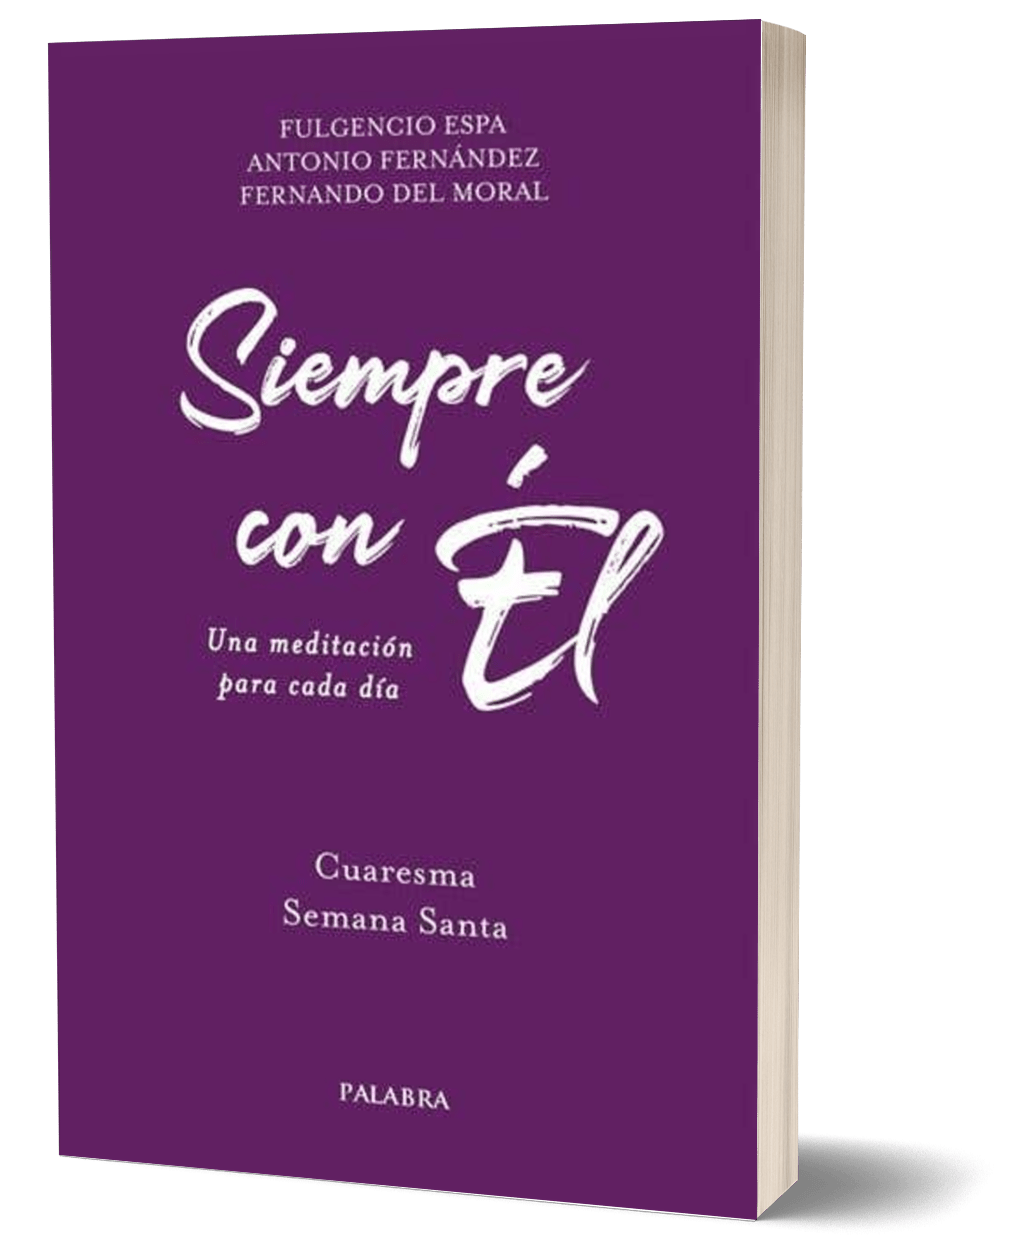 FULGENCIO ESPA
ANTONIO FERNÁNDEZ
FERNANDO DEL MORAL
Siempre
con Él
Una meditación
para cada día
Cuaresma
Semana Santa
PALABRA